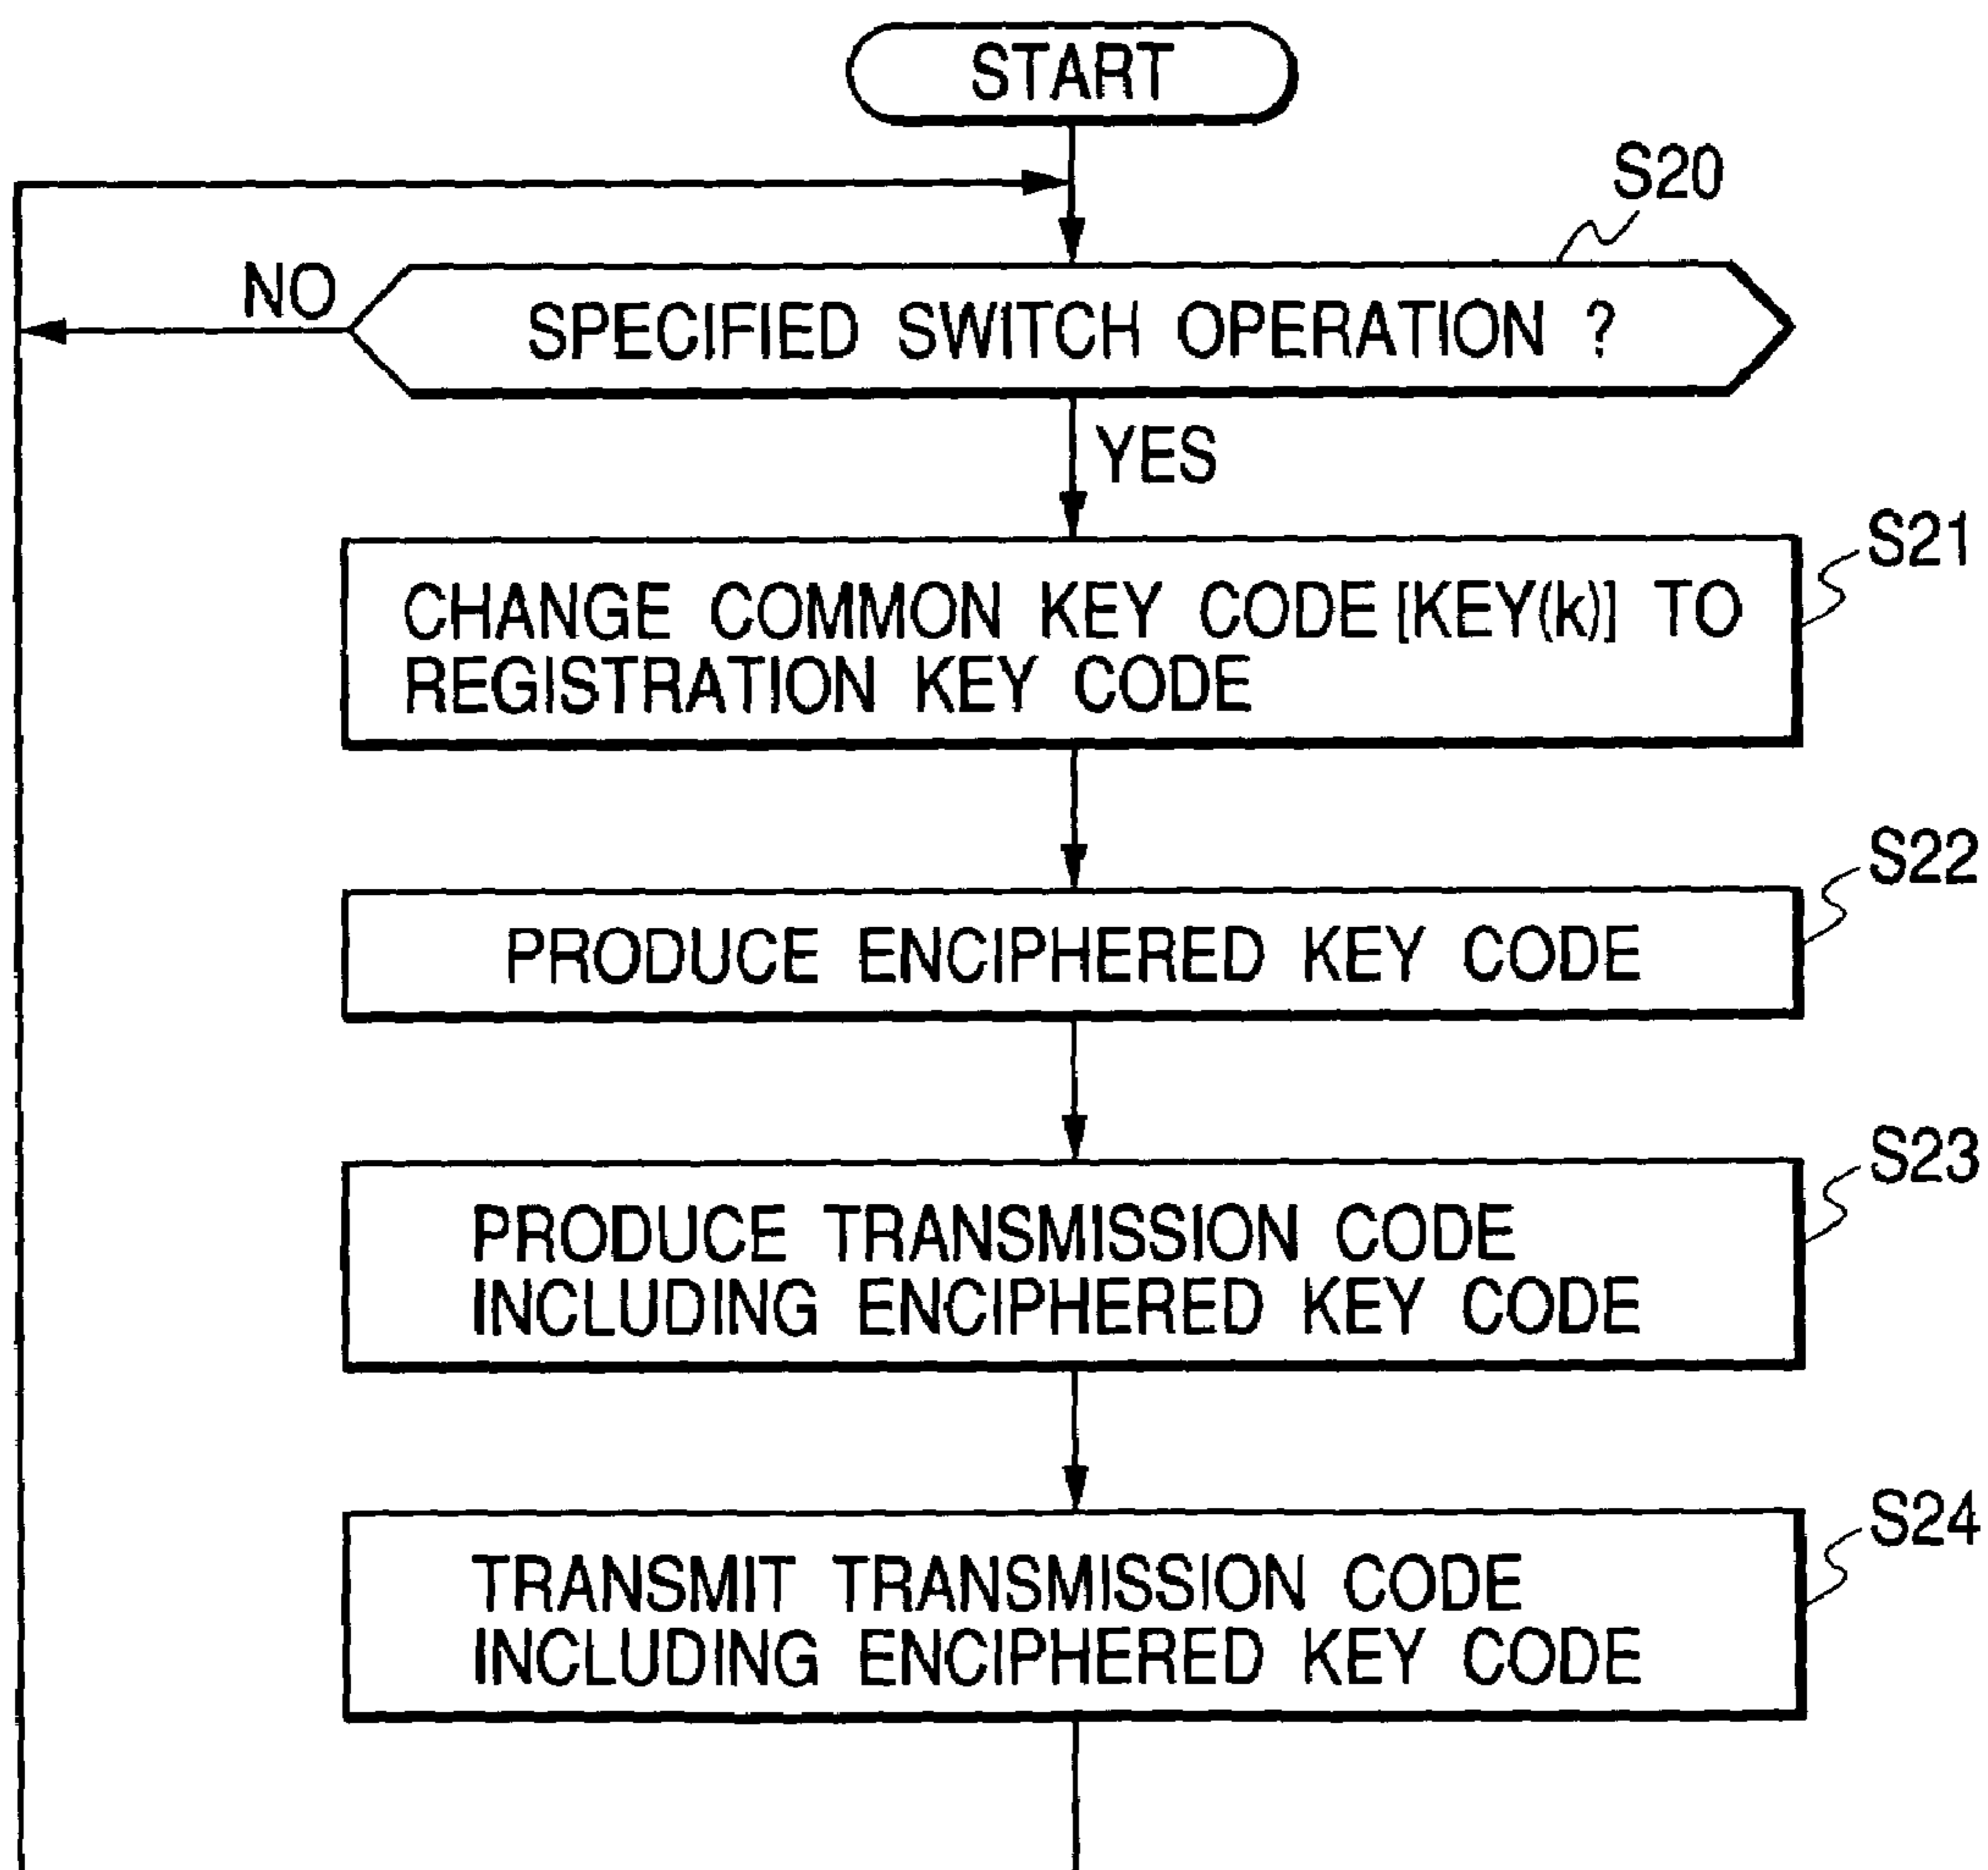 START
S20
NO
SPECIFIED SWITCH OPERATION ?
YES
S21
CHANGE COMMON KEY CODE [KEY(k)] TO
REGISTRATION KEY CODE
S22
PRODUCE ENCIPHERED KEY CODE
S23
PRODUCE TRANSMISSION CODE
INCLUDING ENCIPHERED KEY CODE
S24
TRANSMIT TRANSMISSION CODE
INCLUDING ENCIPHERED KEY CODE